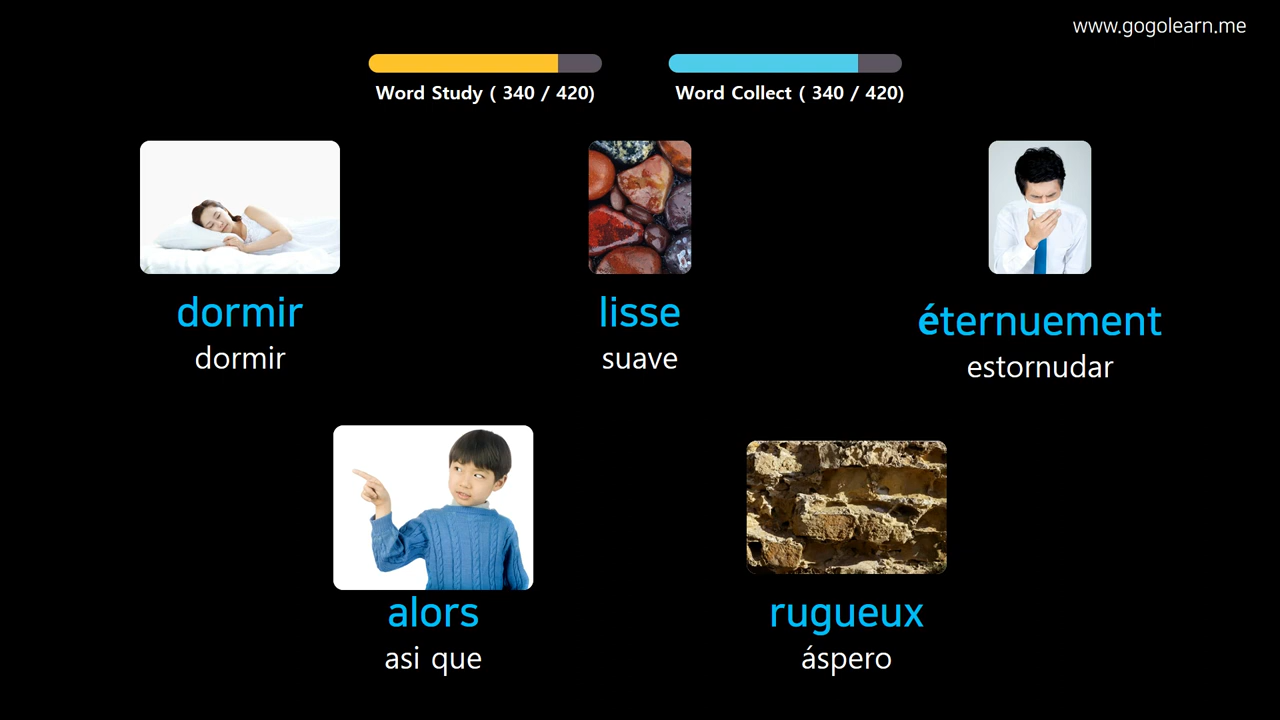 www.gogolearn.me
Word Study ( 340 / 420)
Word Collect ( 340 / 420)
dormir
dormir
lisse
suave
éternuement
estornudar
alors
asi que
rugueux
áspero